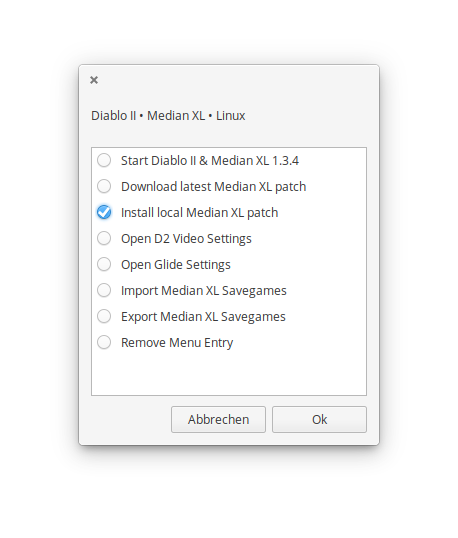 Diablo II • Median XL • Linux
Start Diablo II & Median XL 1.3.4
Download latest Median XL patch
Install local Median XL patch
Open D2 Video Settings
Open Glide Settings
Import Median XL Savegames
Export Median XL Savegames
Remove Menu Entry
Abbrechen Ok